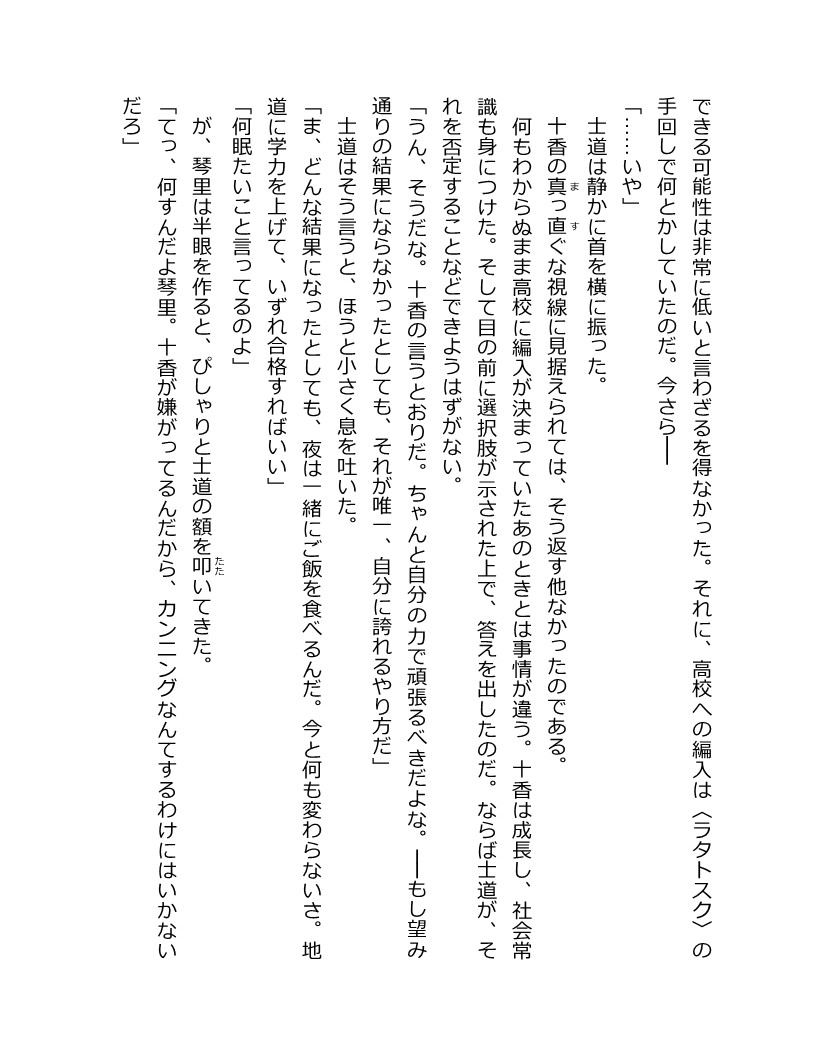 できる可能性は非常に低いと言わざるを得なかった。それに、高校への編入は〈ラタトスク〉の
手回しで何とかしていたのだ。今さら――
「……いや」
　士道は静かに首を横に振った。
　十香の真っ直ぐな視線に見据えられては、そう返す他なかったのである。
　何もわからぬまま高校に編入が決まっていたあのときとは事情が違う。十香は成長し、社会常
識も身につけた。そして目の前に選択肢が示された上で、答えを出したのだ。ならば士道が、そ
れを否定することなどできようはずがない。
「うん、そうだな。十香の言うとおりだ。ちゃんと自分の力で頑張るべきだよな。――もし望み
通りの結果にならなかったとしても、それが唯一、自分に誇れるやり方だ」
　士道はそう言うと、ほうと小さく息を吐いた。
「ま、どんな結果になったとしても、夜は一緒にご飯を食べるんだ。今と何も変わらないさ。地
道に学力を上げて、いずれ合格すればいい」
「何眠たいこと言ってるのよ」
　が、琴里は半眼を作ると、ぴしゃりと士道の額を叩いてきた。
「てっ、何すんだよ琴里。十香が嫌がってるんだから、カンニングなんてするわけにはいかない
だろ」